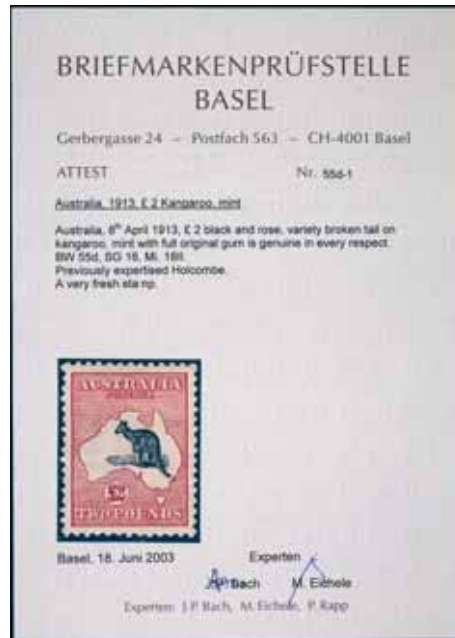 BRIEFMARKENPRÜFSTELLE
BASEL
Gerbergasse 24 – Postfach 563 – CH-4001 Basel
ATTEST Nr. 55d-1
Australia, 1913, £ 2 Kangaroo, mint
Australia, 8th April 1913, £ 2 black and rose, variety broken tail on
kangaroo, mint with full original gum is genuine in every respect.
BW 55d, SG 16, Mi. 16II.
Previously expertised Holcombe.
A very fresh stamp.
AUSTRALIA
POSTAGE
£2
TWO POUNDS
Basel, 18. Juni 2003 Experten
J.P. Bach M. Eichele
Experten: J.P. Bach, M. Eichele, P. Rapp